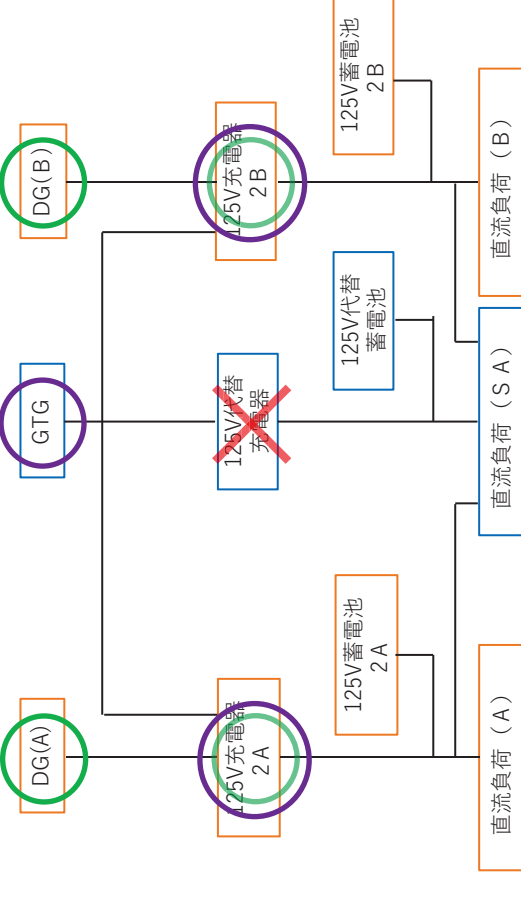 DG(A)
GTG
DG(B)
125V充電器
2A
125V代替
充電器
125V充電器
2B
125V蓄電池
2A
125V代替
蓄電池
125V蓄電池
2B
直流負荷（A）
直流負荷（SA）
直流負荷（B）